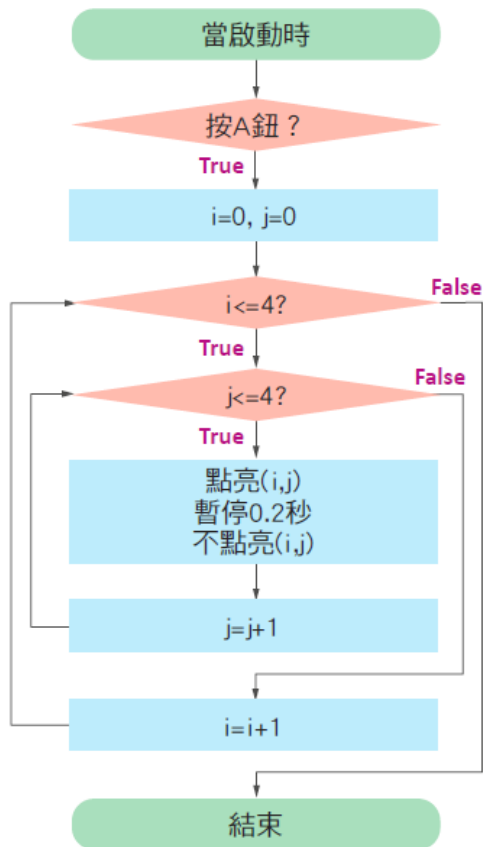 當啟動時
按A鈕？
True
i=0, j=0
i<=4?
False
True
j<=4?
False
True
點亮(i,j)
暫停0.2秒
不點亮(i,j)
j=j+1
i=i+1
結束